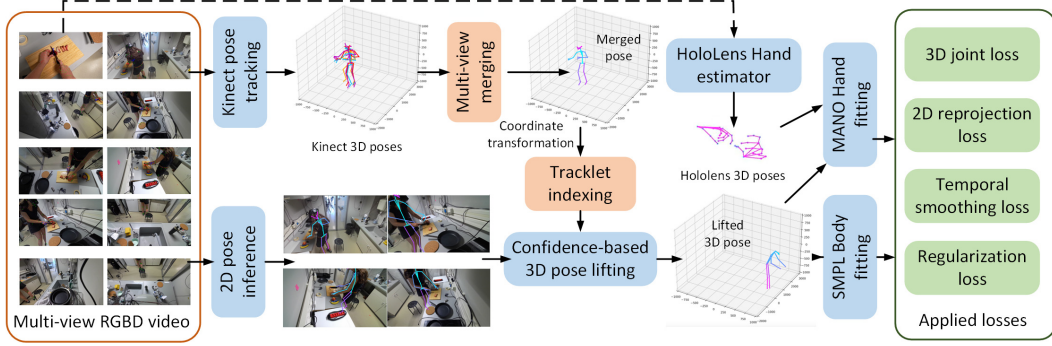 Multi-view RGBD video
Kinect pose
tracking
Kinect 3D poses
Multi-view
merging
Merged
pose
Coordinate
transformation
Tracklet
indexing
2D pose
inference
Confidence-based
3D pose lifting
HoloLens Hand
estimator
Hololens 3D poses
Lifted
3D pose
MANO Hand
fitting
SMPL Body
fitting
3D joint loss
2D reprojection
loss
Temporal
smoothing loss
Regularization
loss
Applied losses